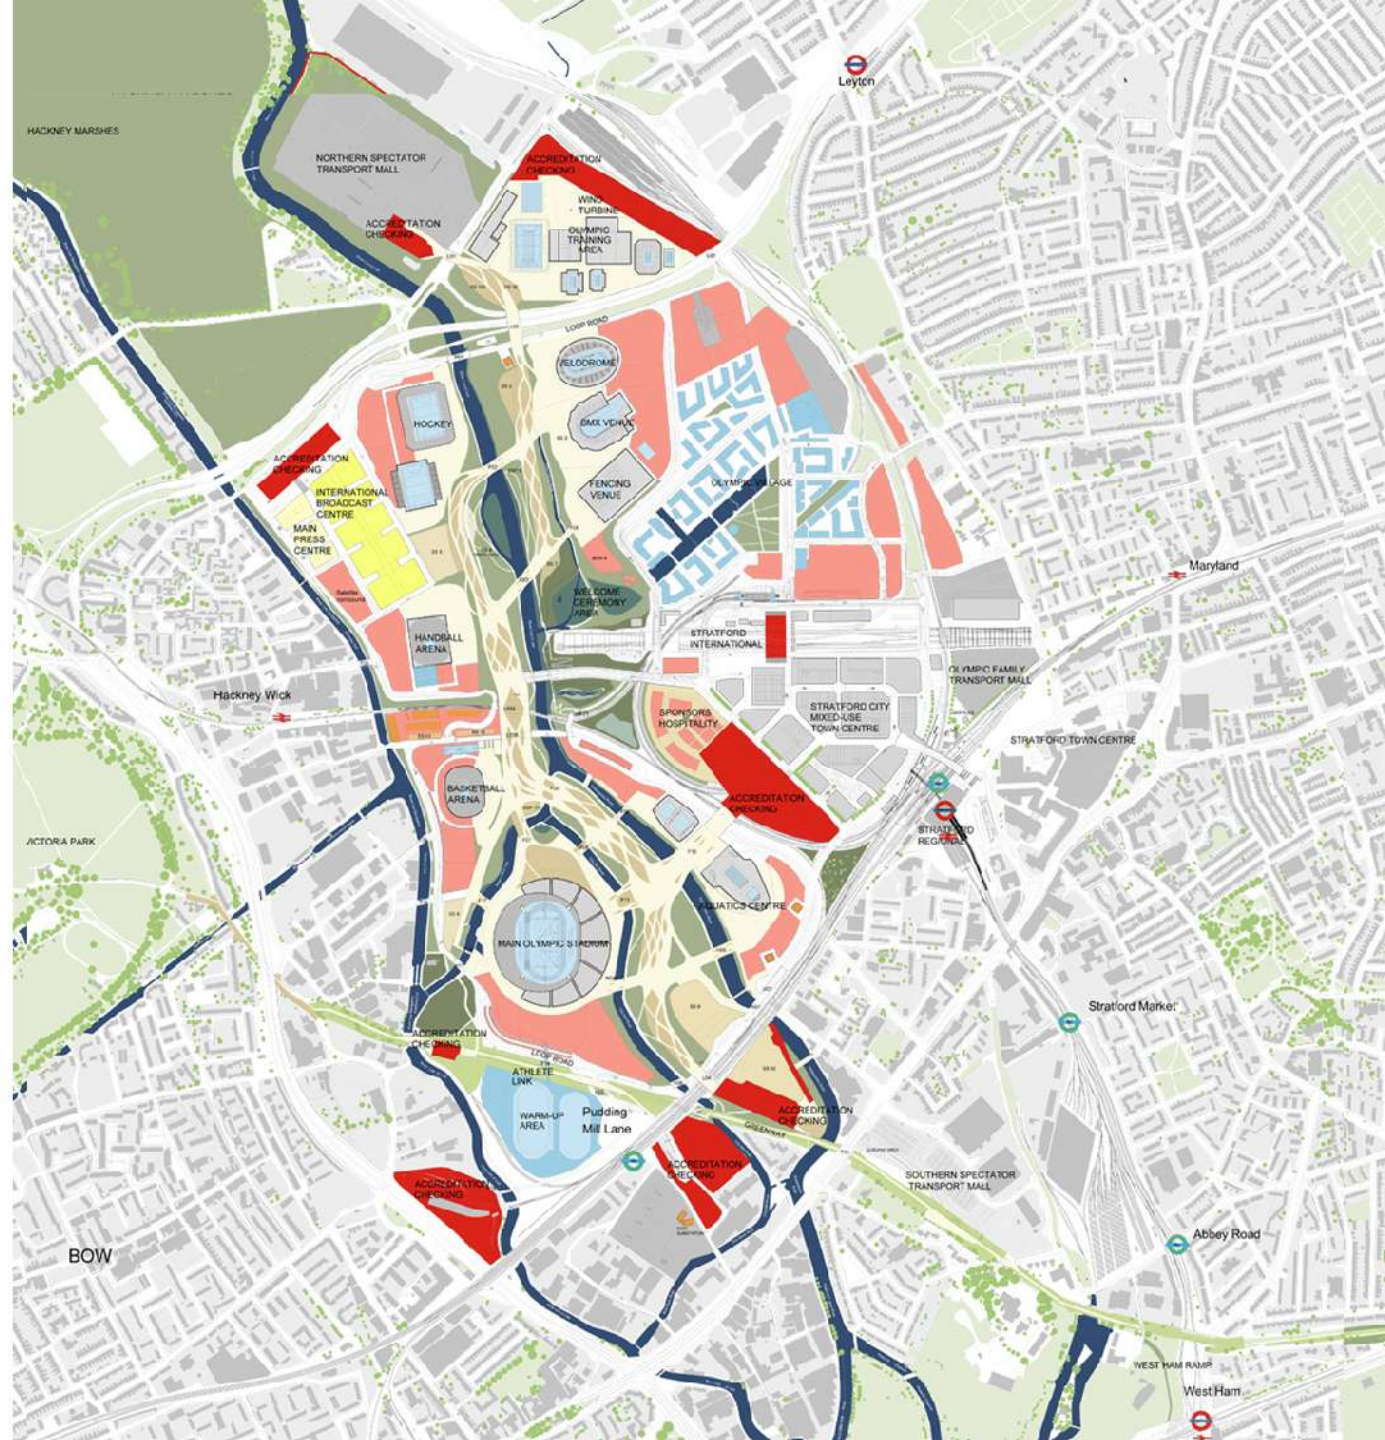 Leyton
HACKNEY MARSHES
NORTHERN SPECTATOR
TRANSPORT MALL
ACCREDITATION
CHECKING
WIND
TURBINE
ACCREDITATION
CHECKING
OLYMPIC
TRAINING
AREA
LOOP ROAD
VELODROME
HOCKEY
BMX VENUE
ACCREDITATION
CHECKING
FENCING
VENUE
OLYMPIC VILLAGE
INTERNATIONAL
BROADCAST
CENTRE
MAIN
PRESS
CENTRE
Maryland
WELCOME
CEREMONY
AREA
HANDBALL
ARENA
STRATFORD
INTERNATIONAL
OLYMPIC FAMILY
TRANSPORT MALL
Hackney Wick
SPONSORS
HOSPITALITY
STRATFORD CITY
MIXED-USE
TOWN CENTRE
STRATFORD TOWN CENTRE
BASKETBALL
ARENA
ACCREDITATION
CHECKING
STRATFORD
REGIONAL
VICTORIA PARK
AQUATICS CENTRE
MAIN OLYMPIC STADIUM
Stratford Market
ACCREDITATION
CHECKING
LOOP ROAD
ATHLETE
LINK
WARM-UP
AREA
Pudding
Mill Lane
ACCREDITATION
CHECKING
GREENWAY
ACCREDITATION
CHECKING
SOUTHERN SPECTATOR
TRANSPORT MALL
ACCREDITATION
CHECKING
Abbey Road
BOW
WEST HAM RAMP
West Ham